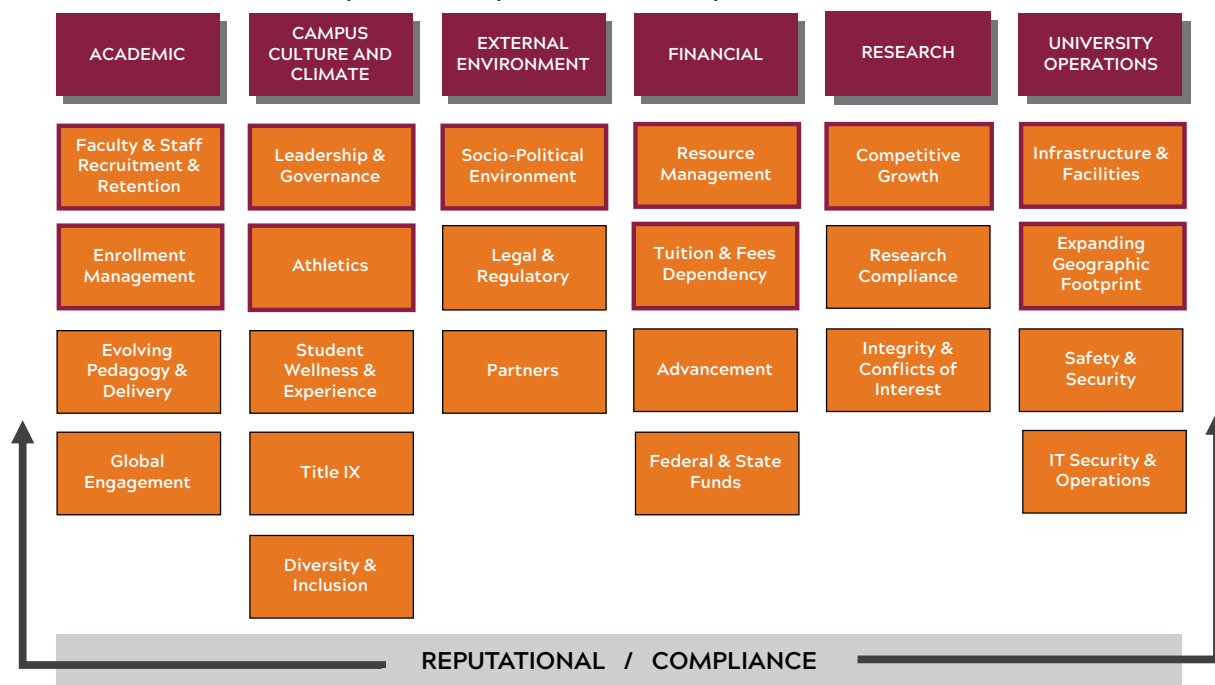 ACADEMIC
CAMPUS
CULTURE AND
CLIMATE
EXTERNAL
ENVIRONMENT
FINANCIAL
RESEARCH
UNIVERSITY
OPERATIONS
Faculty & Staff
Recruitment &
Retention
Leadership &
Governance
Socio-Political
Environment
Resource
Management
Competitive
Growth
Infrastructure &
Facilities
Enrollment
Management
Athletics
Legal &
Regulatory
Tuition & Fees
Dependency
Research
Compliance
Expanding
Geographic
Footprint
Evolving
Pedagogy &
Delivery
Student
Wellness &
Experience
Partners
Advancement
Integrity &
Conflicts of
Interest
Safety &
Security
Global
Engagement
Title IX
Federal & State
Funds
IT Security &
Operations
Diversity &
Inclusion
REPUTATIONAL / COMPLIANCE